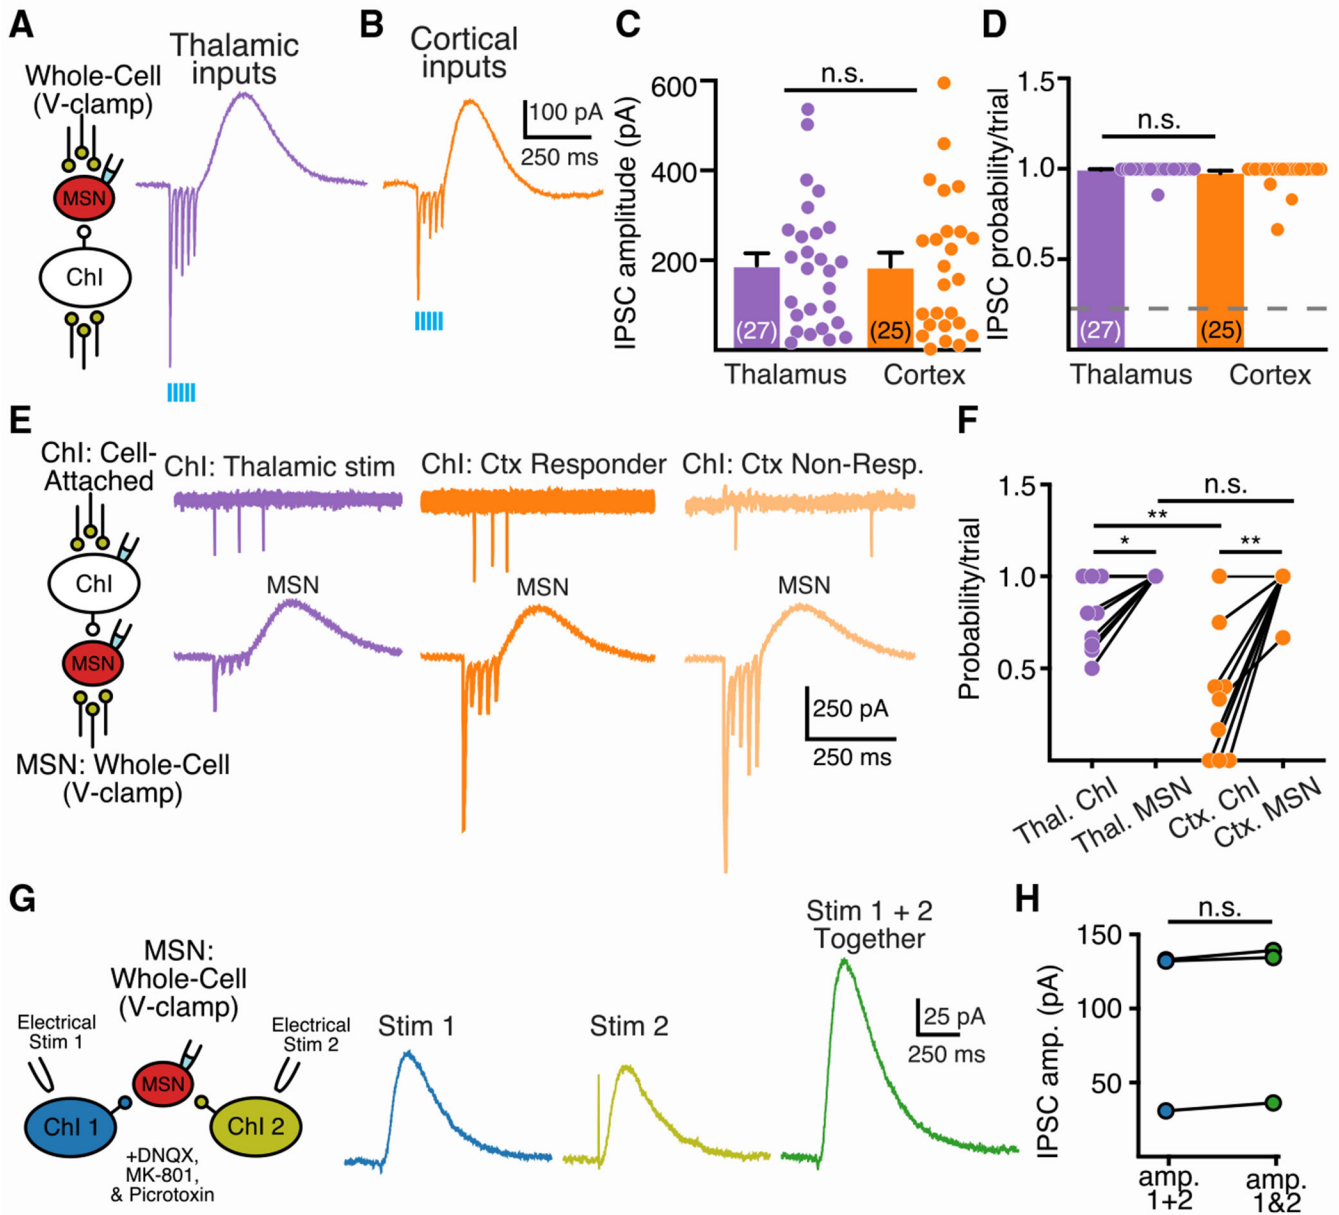 A
Thalamic
inputs
Whole-Cell
(V-clamp)
MSN
ChI
B
Cortical
inputs
100 pA
250 ms
C
IPSC amplitude (pA)
600
400
200
n.s.
(27)
(25)
Thalamus
Cortex
D
IPSC probability/trial
1.5
1.0
0.5
n.s.
(27)
(25)
Thalamus
Cortex
E
ChI: Cell-
Attached
ChI
MSN
MSN: Whole-Cell
(V-clamp)
ChI: Thalamic stim
MSN
ChI: Ctx Responder
MSN
ChI: Ctx Non-Resp.
MSN
250 pA
250 ms
F
Probability/trial
1.5
1.0
0.5
n.s.
**
*
**
Thal. ChI
Thal. MSN
Ctx. ChI
Ctx. MSN
G
MSN:
Whole-Cell
(V-clamp)
Electrical
Stim 1
Electrical
Stim 2
MSN
ChI 1
ChI 2
+DNQX,
MK-801,
& Picrotoxin
Stim 1
Stim 2
Stim 1 + 2
Together
25 pA
250 ms
H
IPSC amp. (pA)
150
100
50
n.s.
amp.
1+2
amp.
1&2